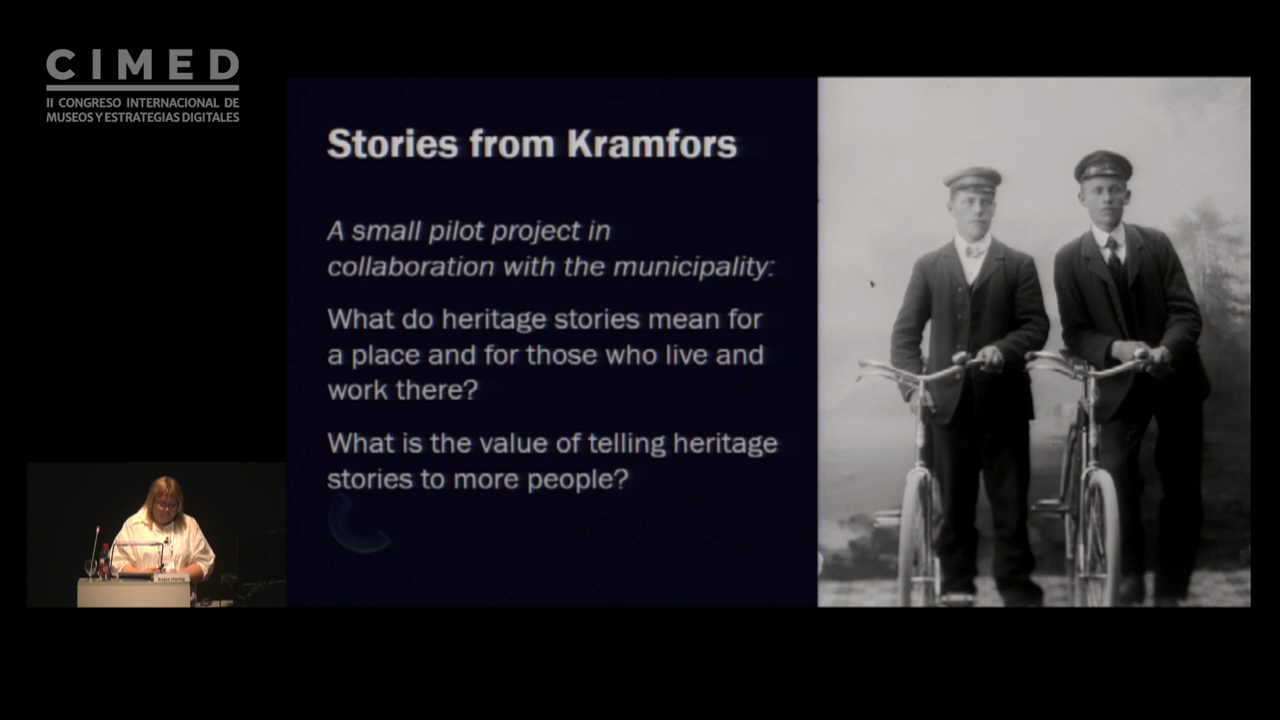 CIMED
II CONGRESO INTERNACIONAL DE
MUSEOS Y ESTRATEGIAS DIGITALES
Stories from Kramfors
A small pilot project in
collaboration with the municipality:
What do heritage stories mean for
a place and for those who live and
work there?
What is the value of telling heritage
stories to more people?